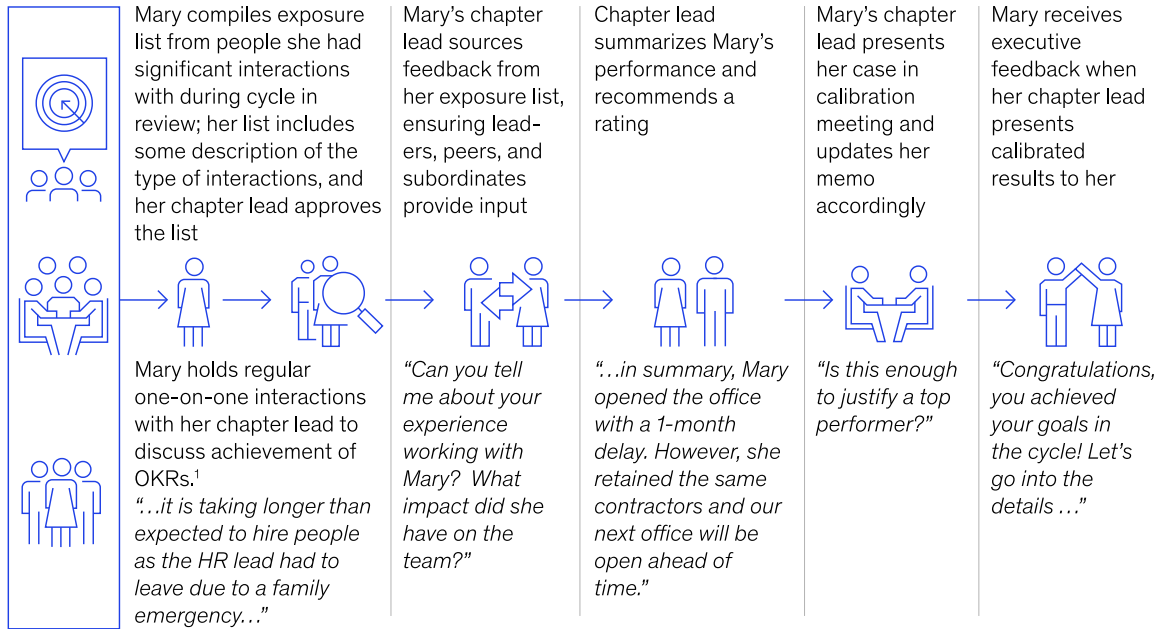 Mary compiles exposure
list from people she had
significant interactions
with during cycle in
review; her list includes
some description of the
type of interactions, and
her chapter lead approves
the list
Mary holds regular
one-on-one interactions
with her chapter lead to
discuss achievement of
OKRs.¹
“…it is taking longer than
expected to hire people
as the HR lead had to
leave due to a family
emergency…”
Mary’s chapter
lead sources
feedback from
her exposure list,
ensuring lead-
ers, peers, and
subordinates
provide input
“Can you tell
me about your
experience
working with
Mary? What
impact did she
have on the
team?”
Chapter lead
summarizes Mary’s
performance and
recommends a
rating
“…in summary, Mary
opened the office
with a 1-month
delay. However, she
retained the same
contractors and our
next office will be
open ahead of
time.”
Mary’s chapter
lead presents
her case in
calibration
meeting and
updates her
memo
accordingly
“Is this enough
to justify a top
performer?”
Mary receives
executive
feedback when
her chapter lead
presents
calibrated
results to her
“Congratulations,
you achieved
your goals in
the cycle! Let’s
go into the
details …”